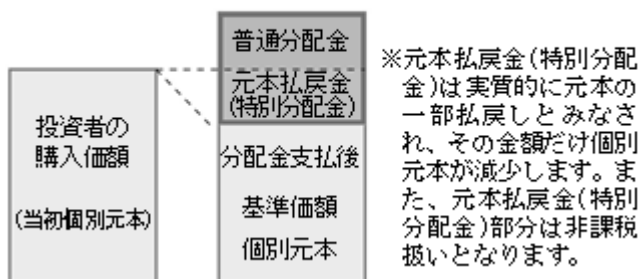 普通分配金
元本払戻金
(特別分配金)
投資者の
購入価額
(当初個別元本)
分配金支払後
基準価額
個別元本
※元本払戻金(特別分配
金)は実質的に元本の
一部払戻しとみなさ
れ、その金額だけ個別
元本が減少します。ま
た、元本払戻金(特別
分配金)部分は非課税
扱いとなります。